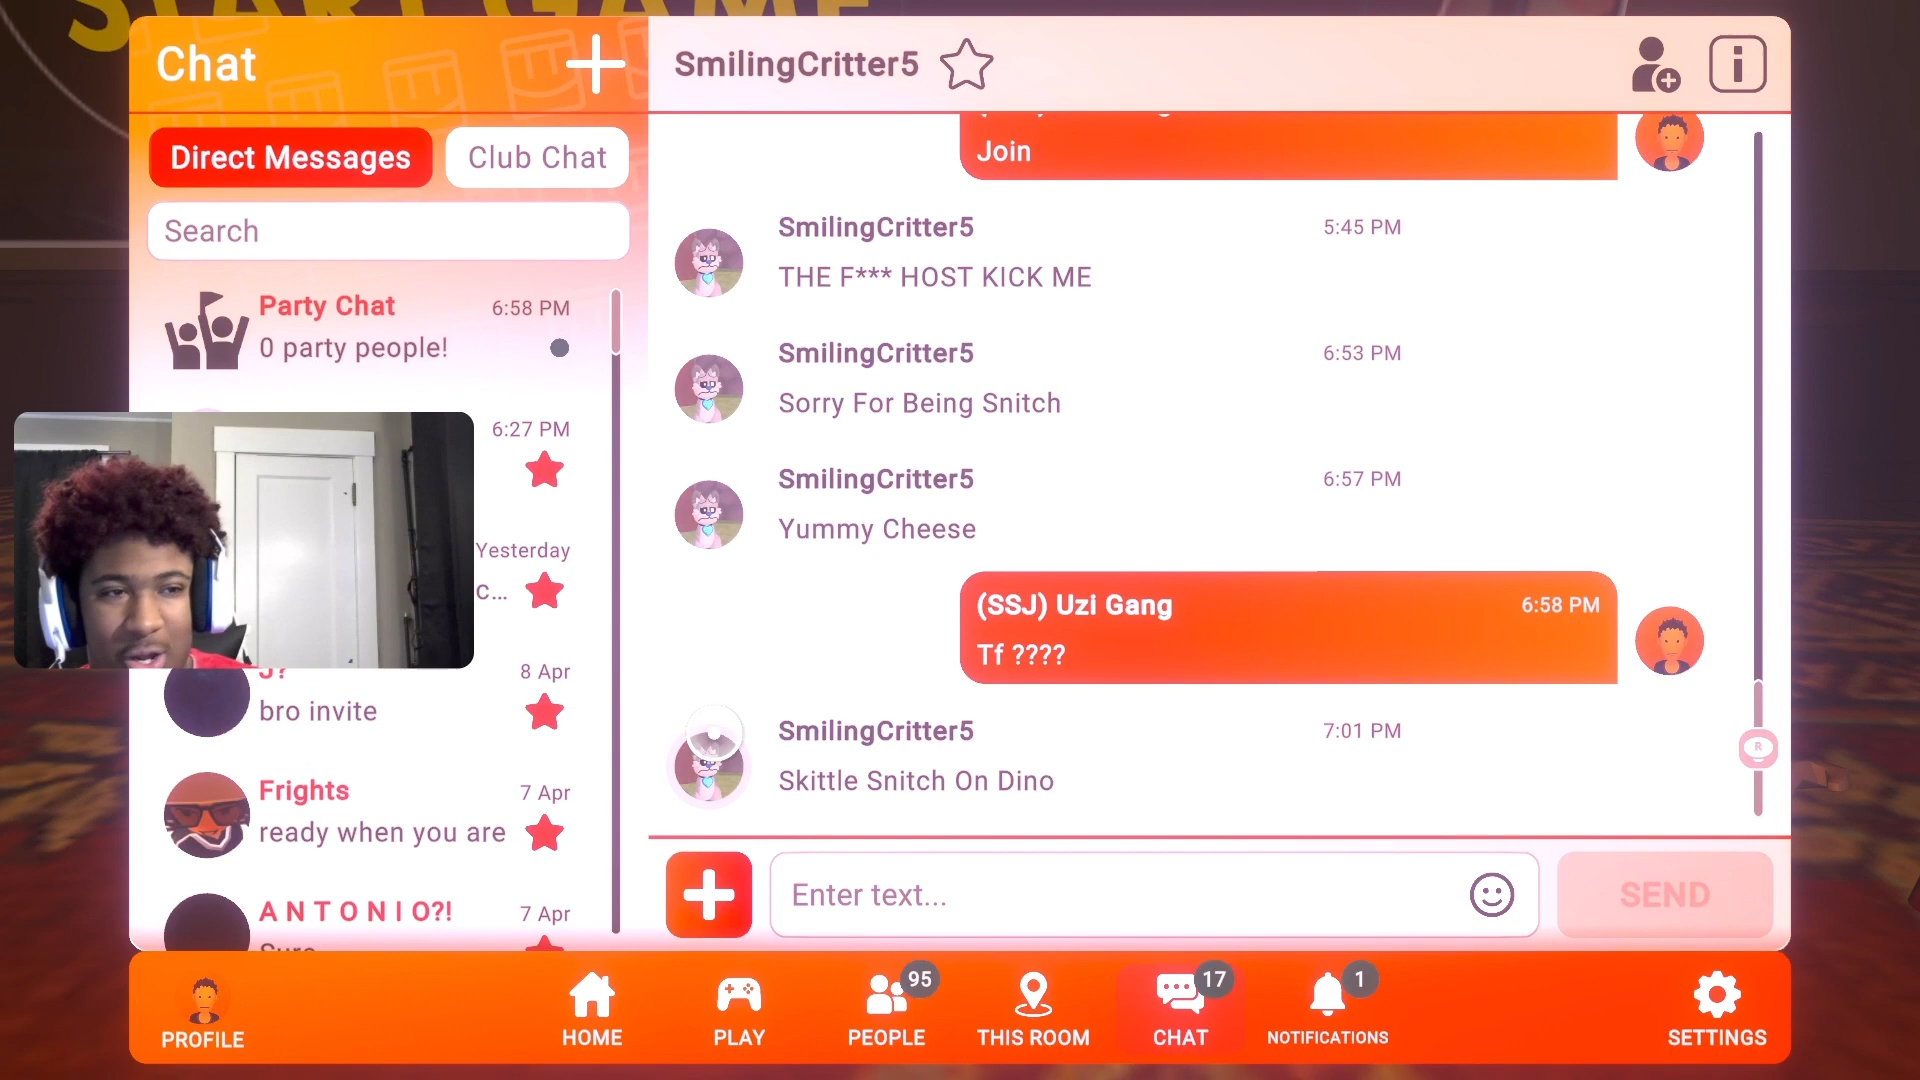 START GAME
Chat
SmilingCritter5
Direct Messages
Club Chat
Search
Party Chat
6:58 PM
0 party people!
6:27 PM
Yesterday
C...
J?
8 Apr
bro invite
Frights
7 Apr
ready when you are
A N T O N I O?!
7 Apr
Join
SmilingCritter5
5:45 PM
THE F*** HOST KICK ME
SmilingCritter5
6:53 PM
Sorry For Being Snitch
SmilingCritter5
6:57 PM
Yummy Cheese
(SSJ) Uzi Gang
6:58 PM
Tf ????
SmilingCritter5
7:01 PM
Skittle Snitch On Dino
R
Enter text...
SEND
PROFILE
HOME
PLAY
95
PEOPLE
THIS ROOM
17
CHAT
1
NOTIFICATIONS
SETTINGS